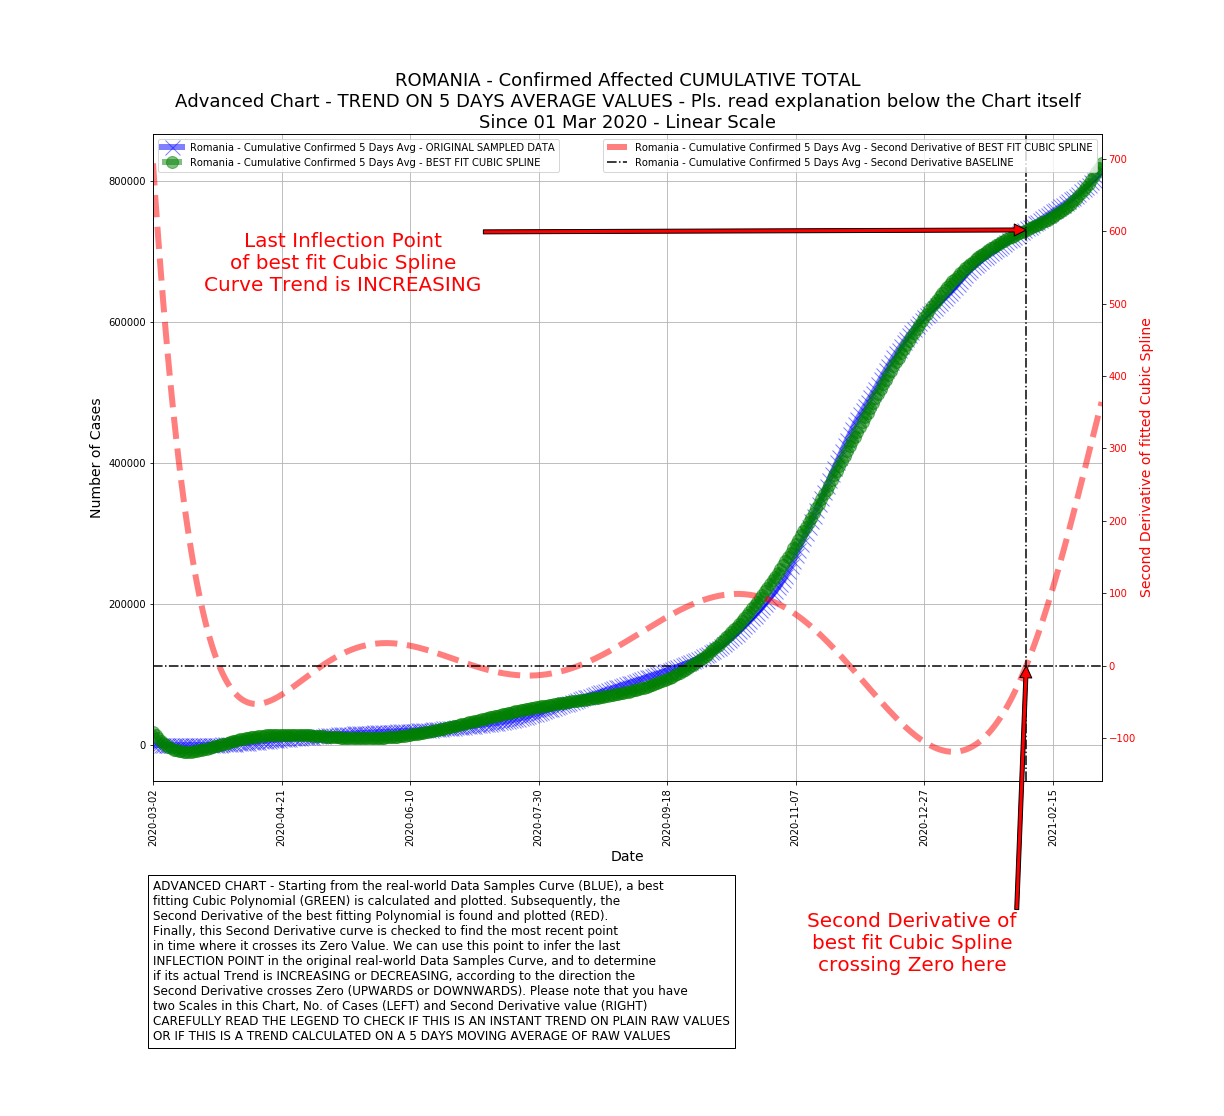 ROMANIA - Confirmed Affected CUMULATIVE TOTAL
Advanced Chart - TREND ON 5 DAYS AVERAGE VALUES - Pls. read explanation below the Chart itself
Since 01 Mar 2020 - Linear Scale
Romania - Cumulative Confirmed 5 Days Avg - ORIGINAL SAMPLED DATA
Romania - Cumulative Confirmed 5 Days Avg - BEST FIT CUBIC SPLINE
Romania - Cumulative Confirmed 5 Days Avg - Second Derivative of BEST FIT CUBIC SPLINE
Romania - Cumulative Confirmed 5 Days Avg - Second Derivative BASELINE
Last Inflection Point
of best fit Cubic Spline
Curve Trend is INCREASING
Number of Cases
800000
600000
400000
200000
0
700
600
500
400
300
200
100
0
−100
Second Derivative of fitted Cubic Spline
2020-03-02
2020-04-21
2020-06-10
2020-07-30
2020-09-18
2020-11-07
2020-12-27
2021-02-15
Date
ADVANCED CHART - Starting from the real-world Data Samples Curve (BLUE), a best
fitting Cubic Polynomial (GREEN) is calculated and plotted. Subsequently, the
Second Derivative of the best fitting Polynomial is found and plotted (RED).
Finally, this Second Derivative curve is checked to find the most recent point
in time where it crosses its Zero Value. We can use this point to infer the last
INFLECTION POINT in the original real-world Data Samples Curve, and to determine
if its actual Trend is INCREASING or DECREASING, according to the direction the
Second Derivative crosses Zero (UPWARDS or DOWNWARDS). Please note that you have
two Scales in this Chart, No. of Cases (LEFT) and Second Derivative value (RIGHT)
CAREFULLY READ THE LEGEND TO CHECK IF THIS IS AN INSTANT TREND ON PLAIN RAW VALUES
OR IF THIS IS A TREND CALCULATED ON A 5 DAYS MOVING AVERAGE OF RAW VALUES
Second Derivative of
best fit Cubic Spline
crossing Zero here